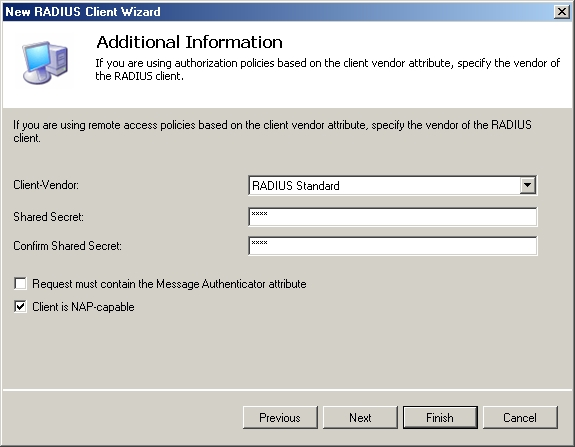 New RADIUS Client Wizard
Additional Information
If you are using authorization policies based on the client vendor attribute, specify the vendor of
the RADIUS client.
If you are using remote access policies based on the client vendor attribute, specify the vendor of the RADIUS
client.
Client-Vendor:
RADIUS Standard
Shared Secret:
****
Confirm Shared Secret:
****
Request must contain the Message Authenticator attribute
Client is NAP-capable
Previous
Next
Finish
Cancel